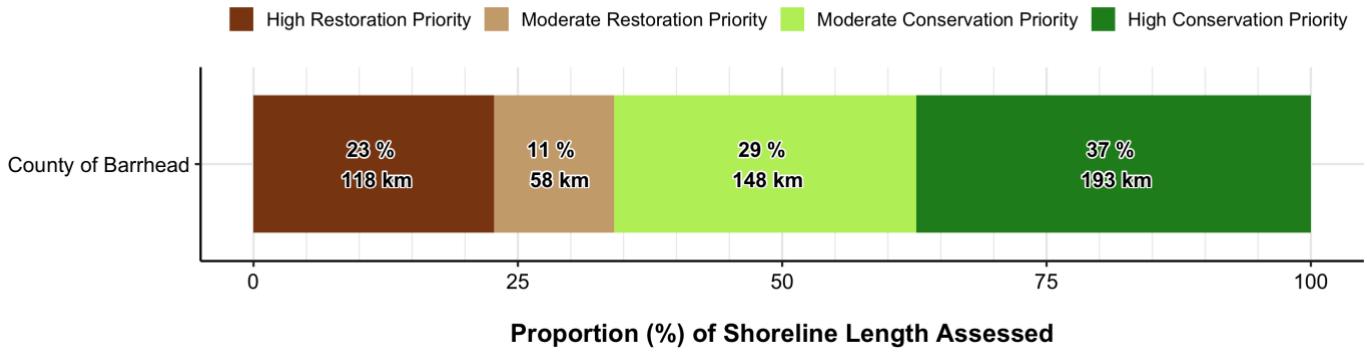 High Restoration Priority Moderate Restoration Priority Moderate Conservation Priority High Conservation Priority
County of Barrhead
23 % 11 % 29 % 37 %
118 km 58 km 148 km 193 km
0 25 50 75 100
Proportion (%) of Shoreline Length Assessed